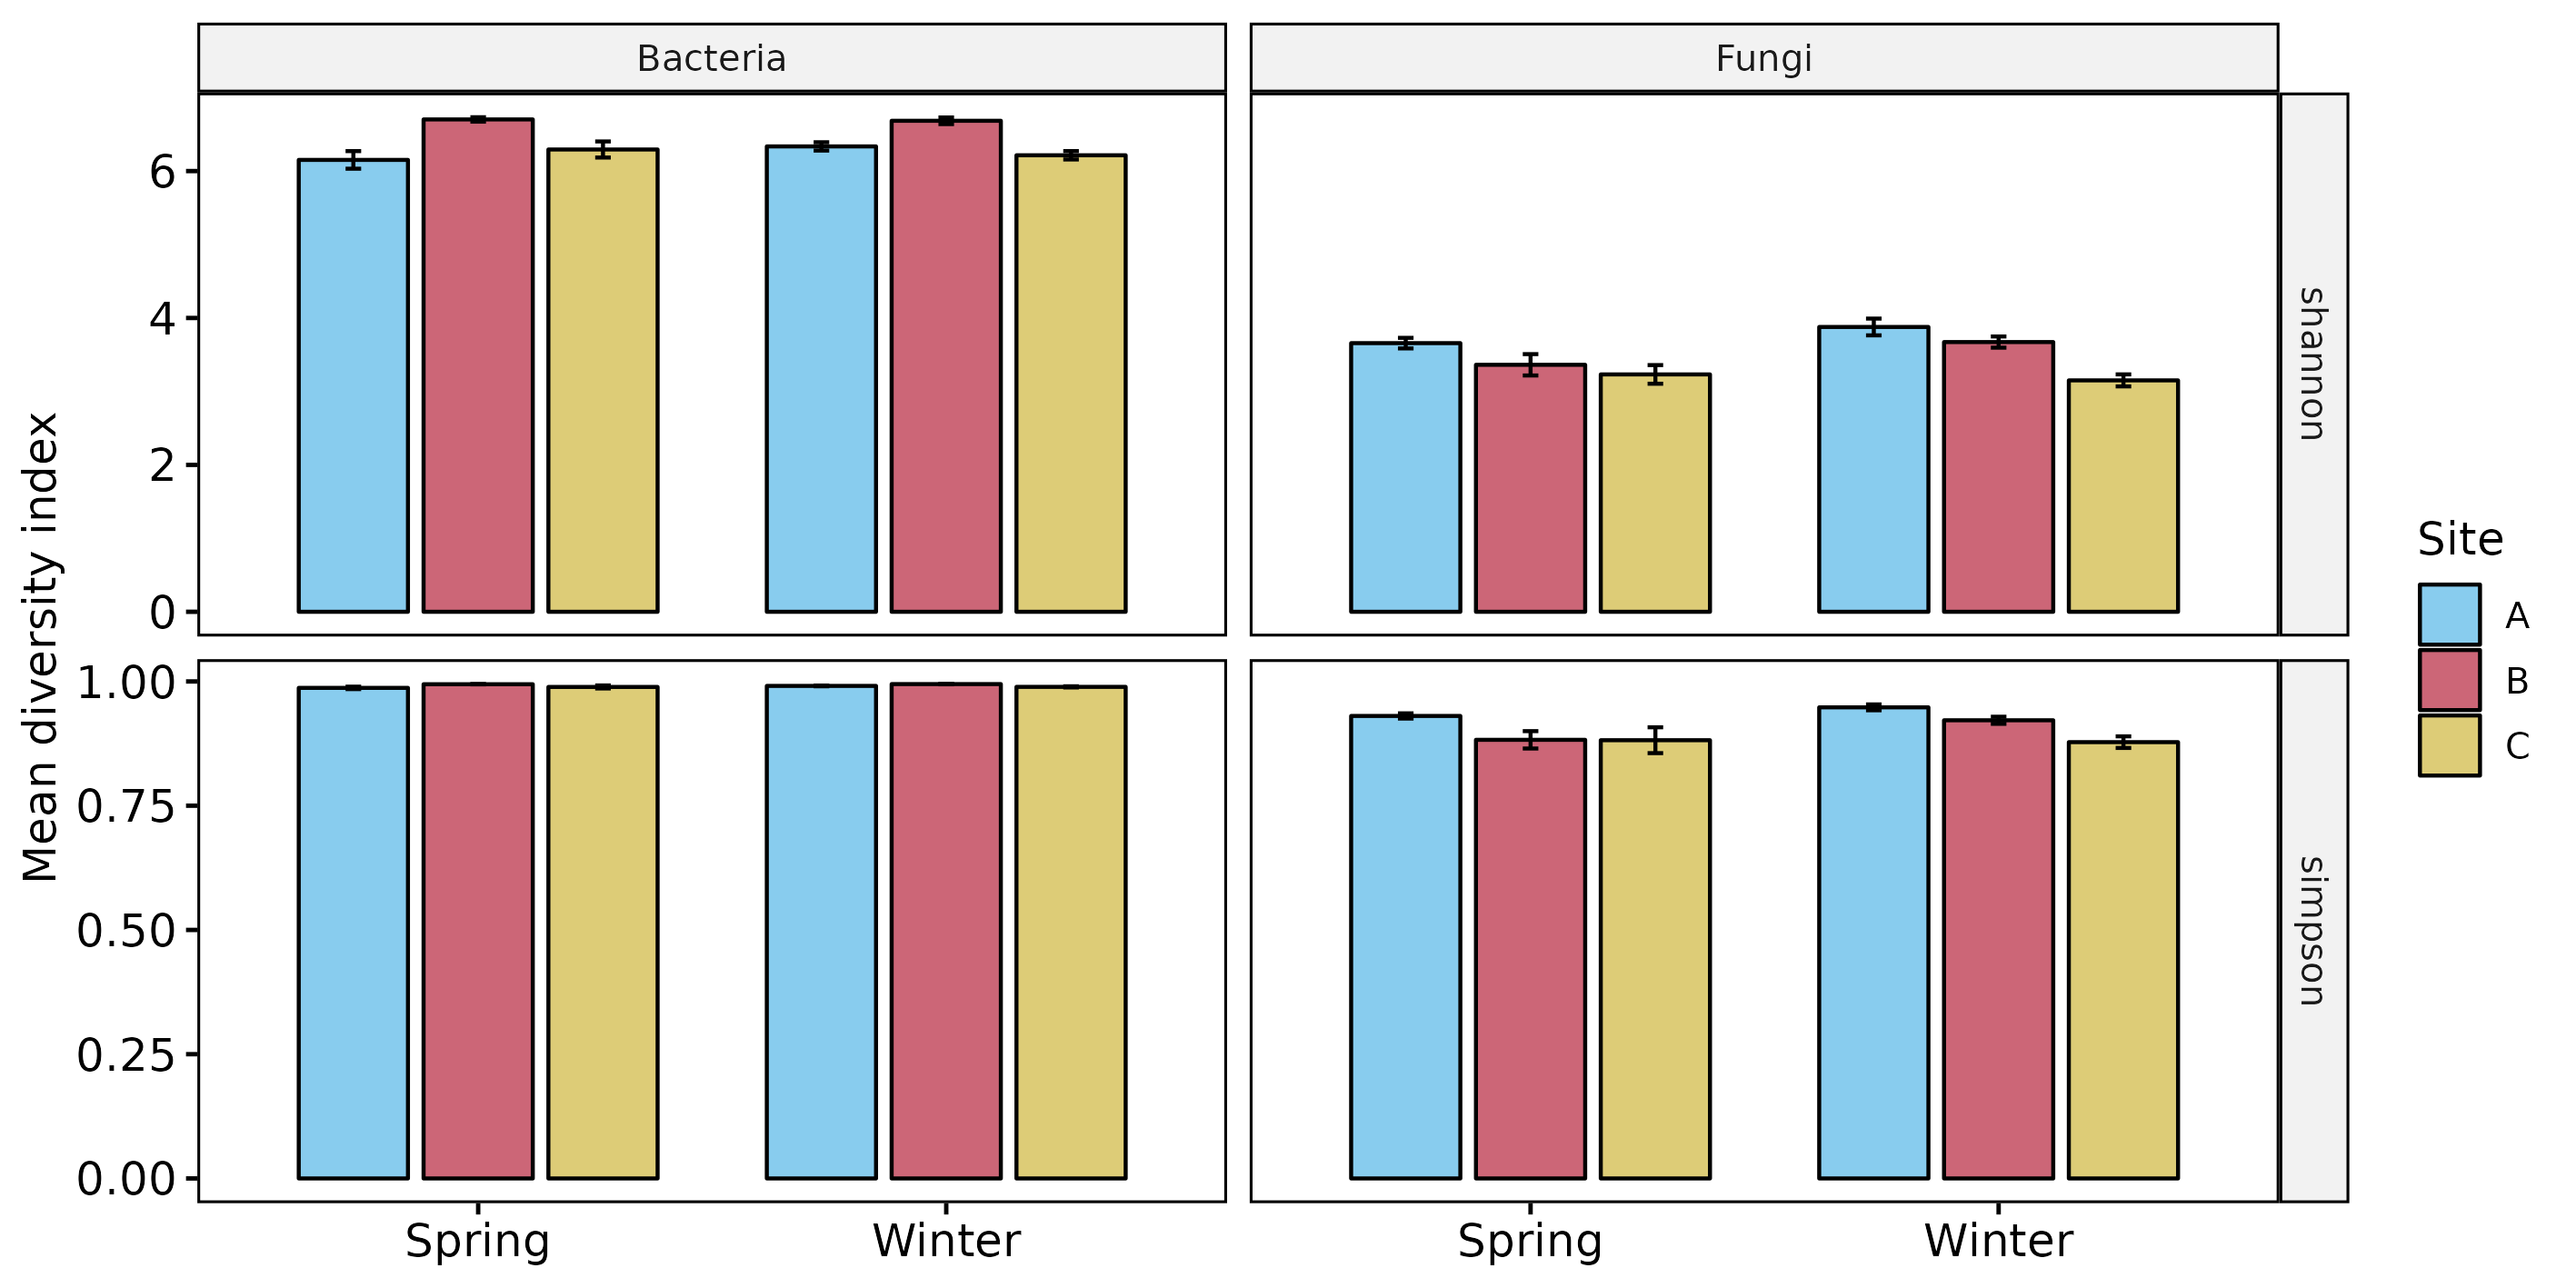 Bacteria
Fungi
Mean diversity index
6
4
2
0
shannon
1.00
0.75
0.50
0.25
0.00
simpson
Spring
Winter
Spring
Winter
Site
A
B
C